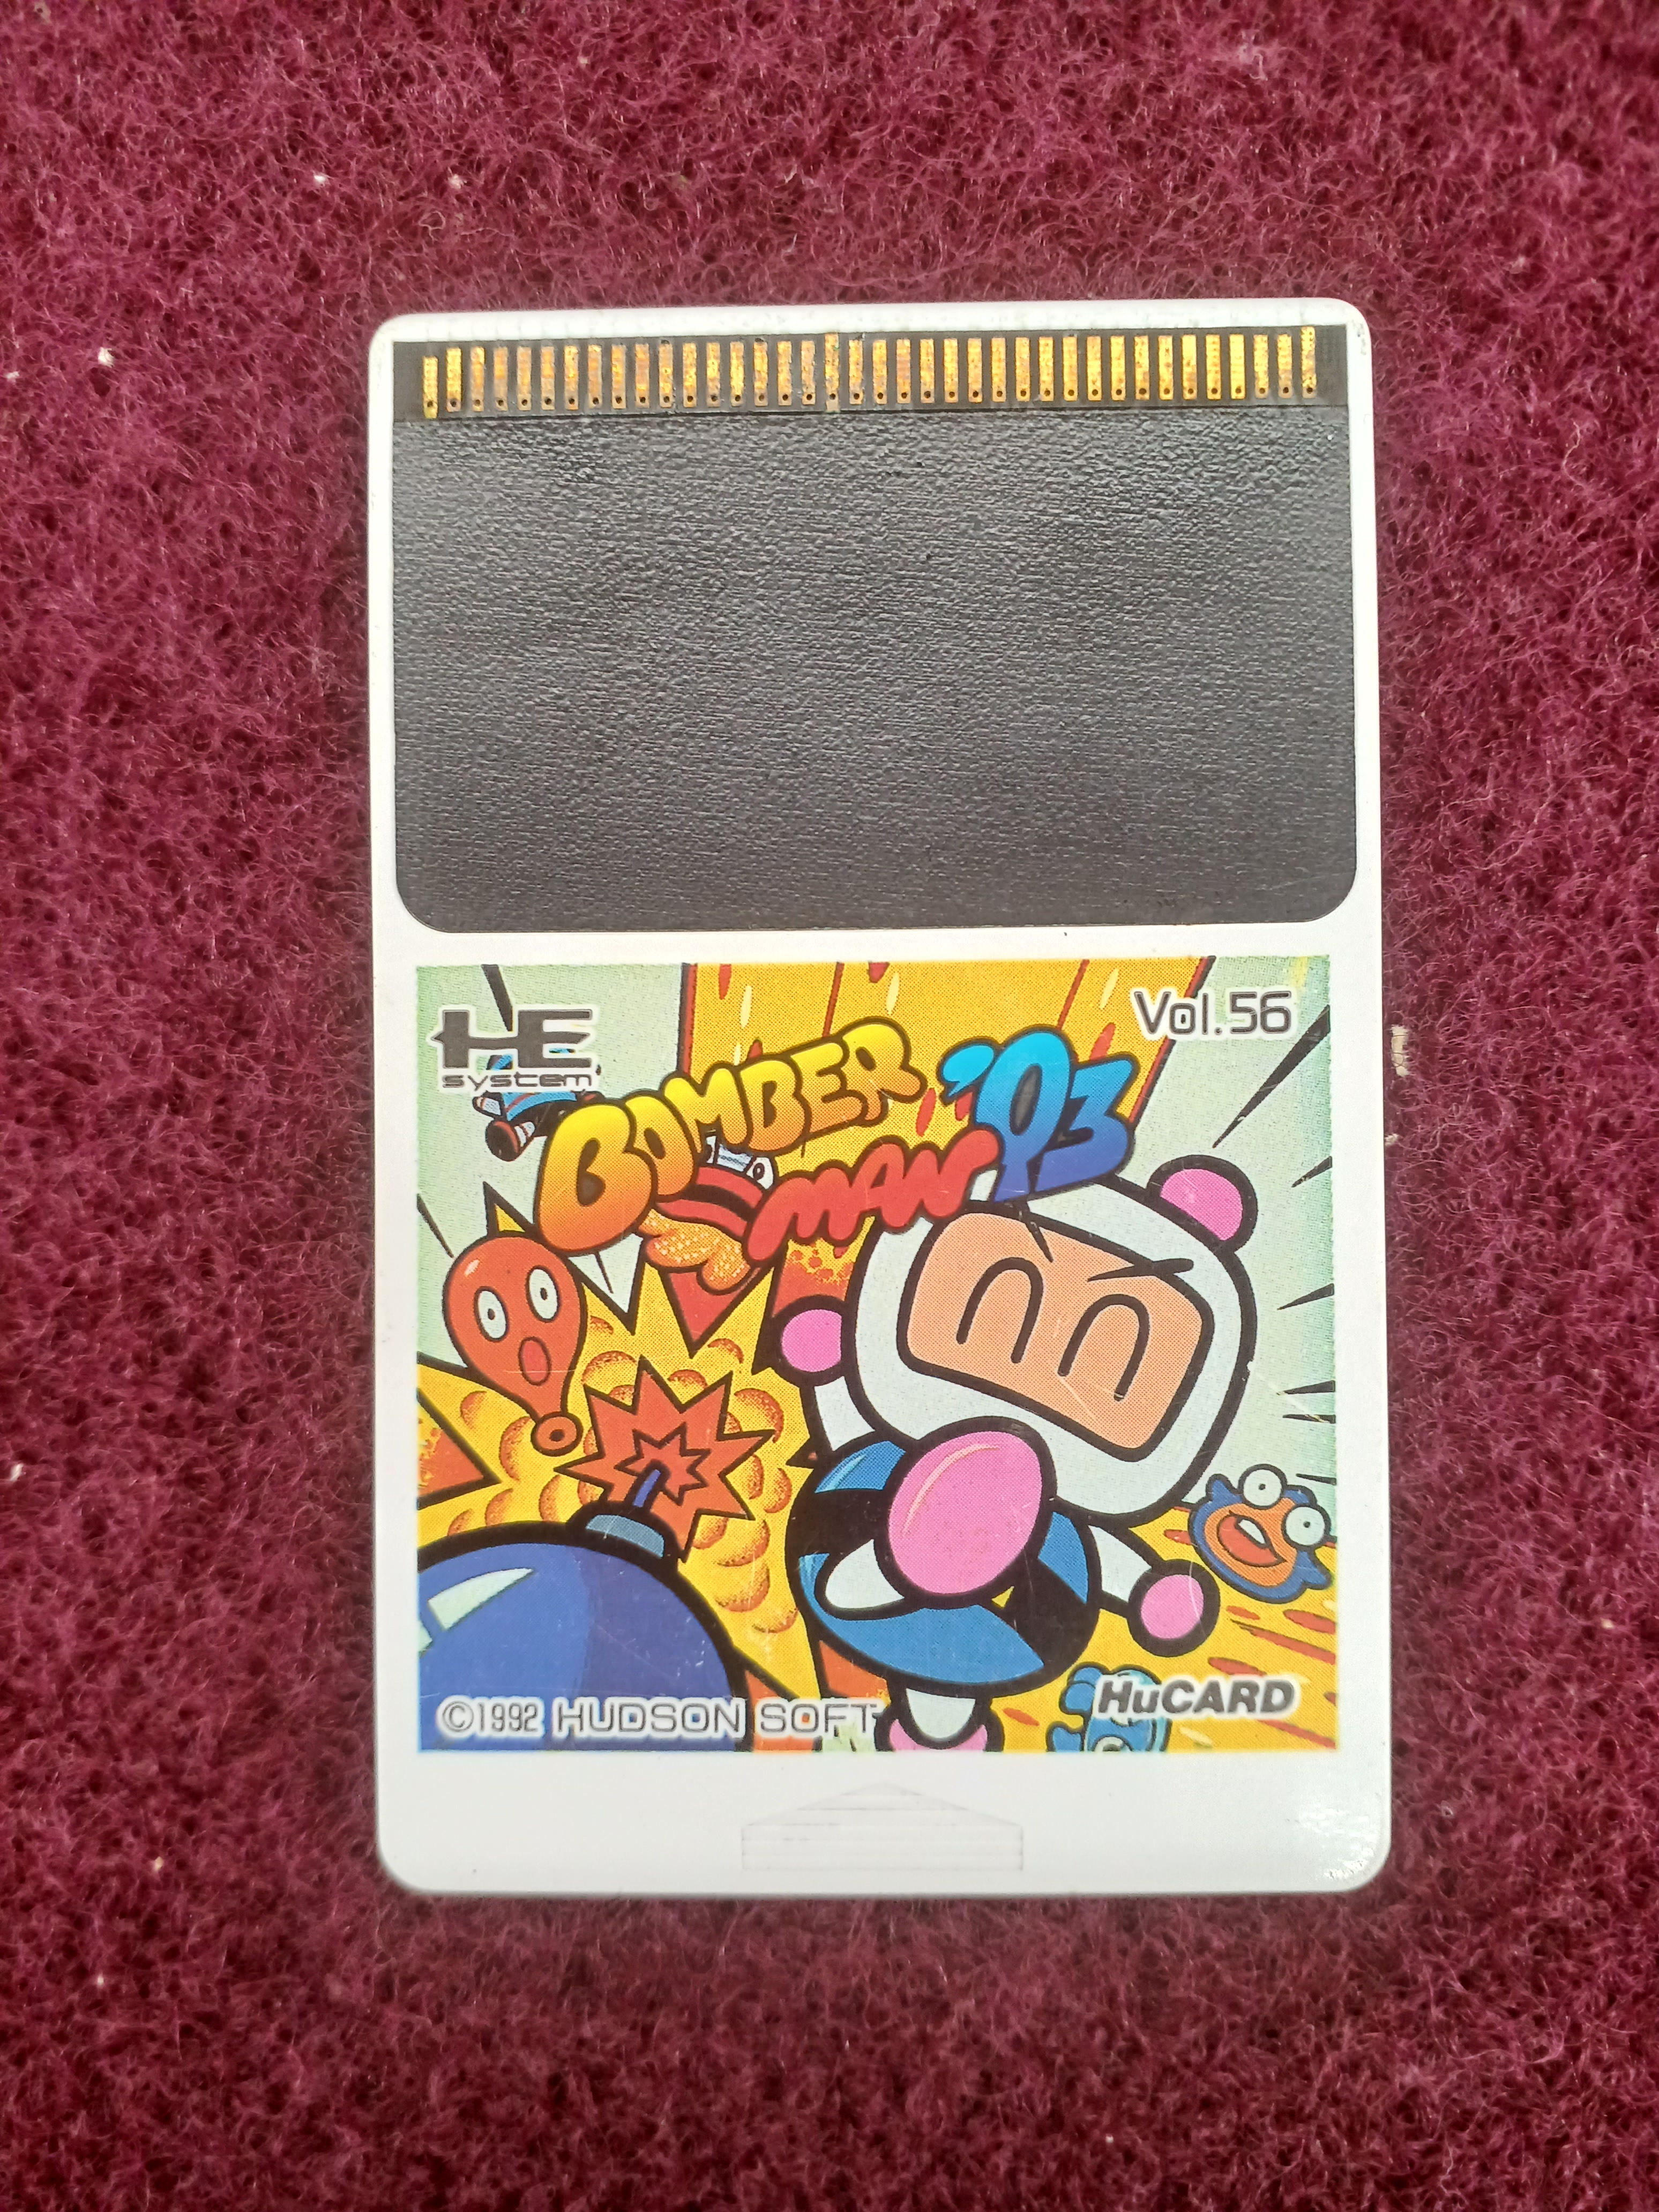 HE
system
Vol.56
BOMBER
MAN '93
©1992 HUDSON SOFT
HuCARD